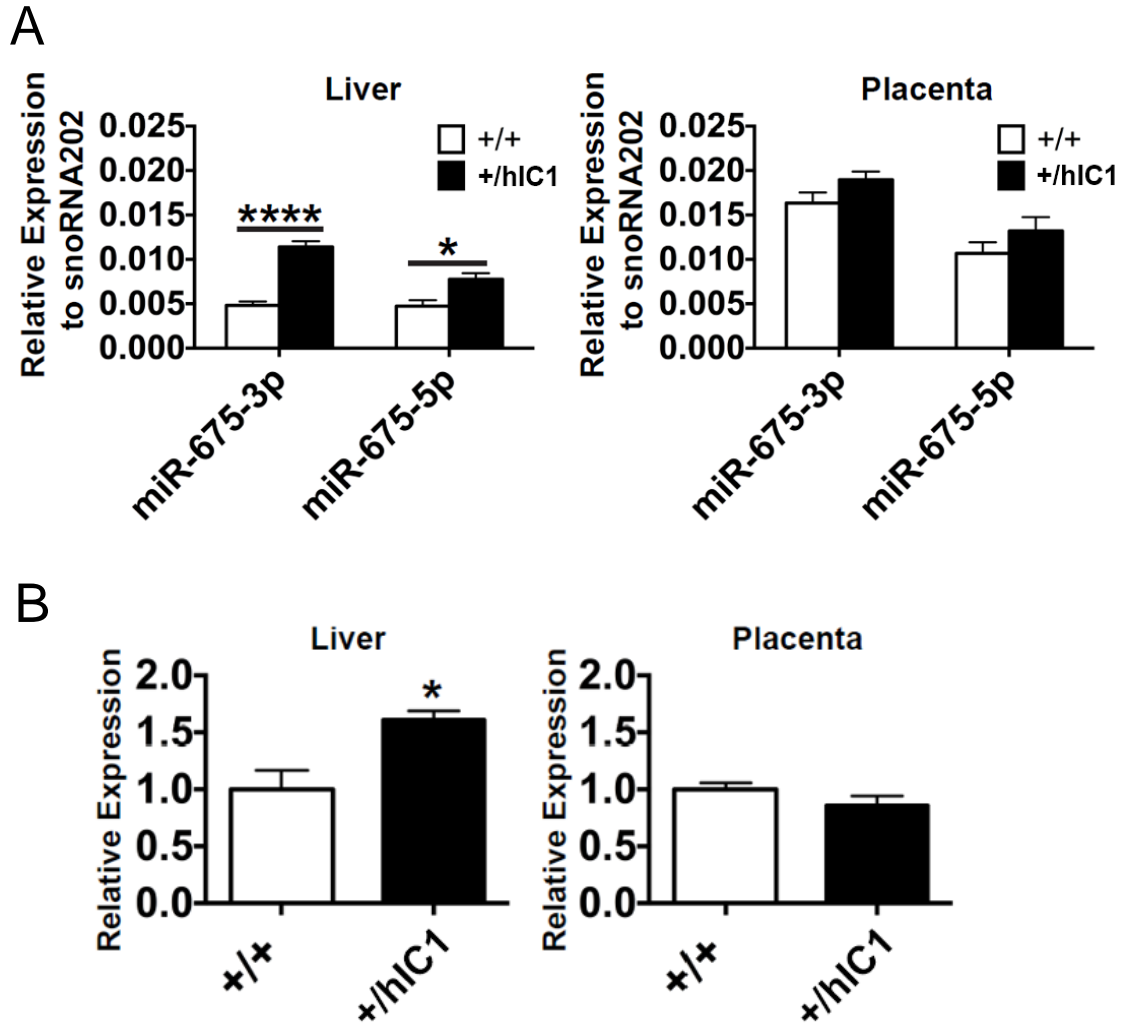 A
Liver
Relative Expression
to snoRNA202
0.025
0.020
0.015
0.010
0.005
0.000
+/+
+/hIC1
****
*
miR-675-3p
miR-675-5p
Placenta
Relative Expression
to snoRNA202
0.025
0.020
0.015
0.010
0.005
0.000
+/+
+/hIC1
miR-675-3p
miR-675-5p
B
Liver
Relative Expression
2.0
1.5
1.0
0.5
0.0
*
+/+
+/hIC1
Placenta
Relative Expression
2.0
1.5
1.0
0.5
0.0
+/+
+/hIC1